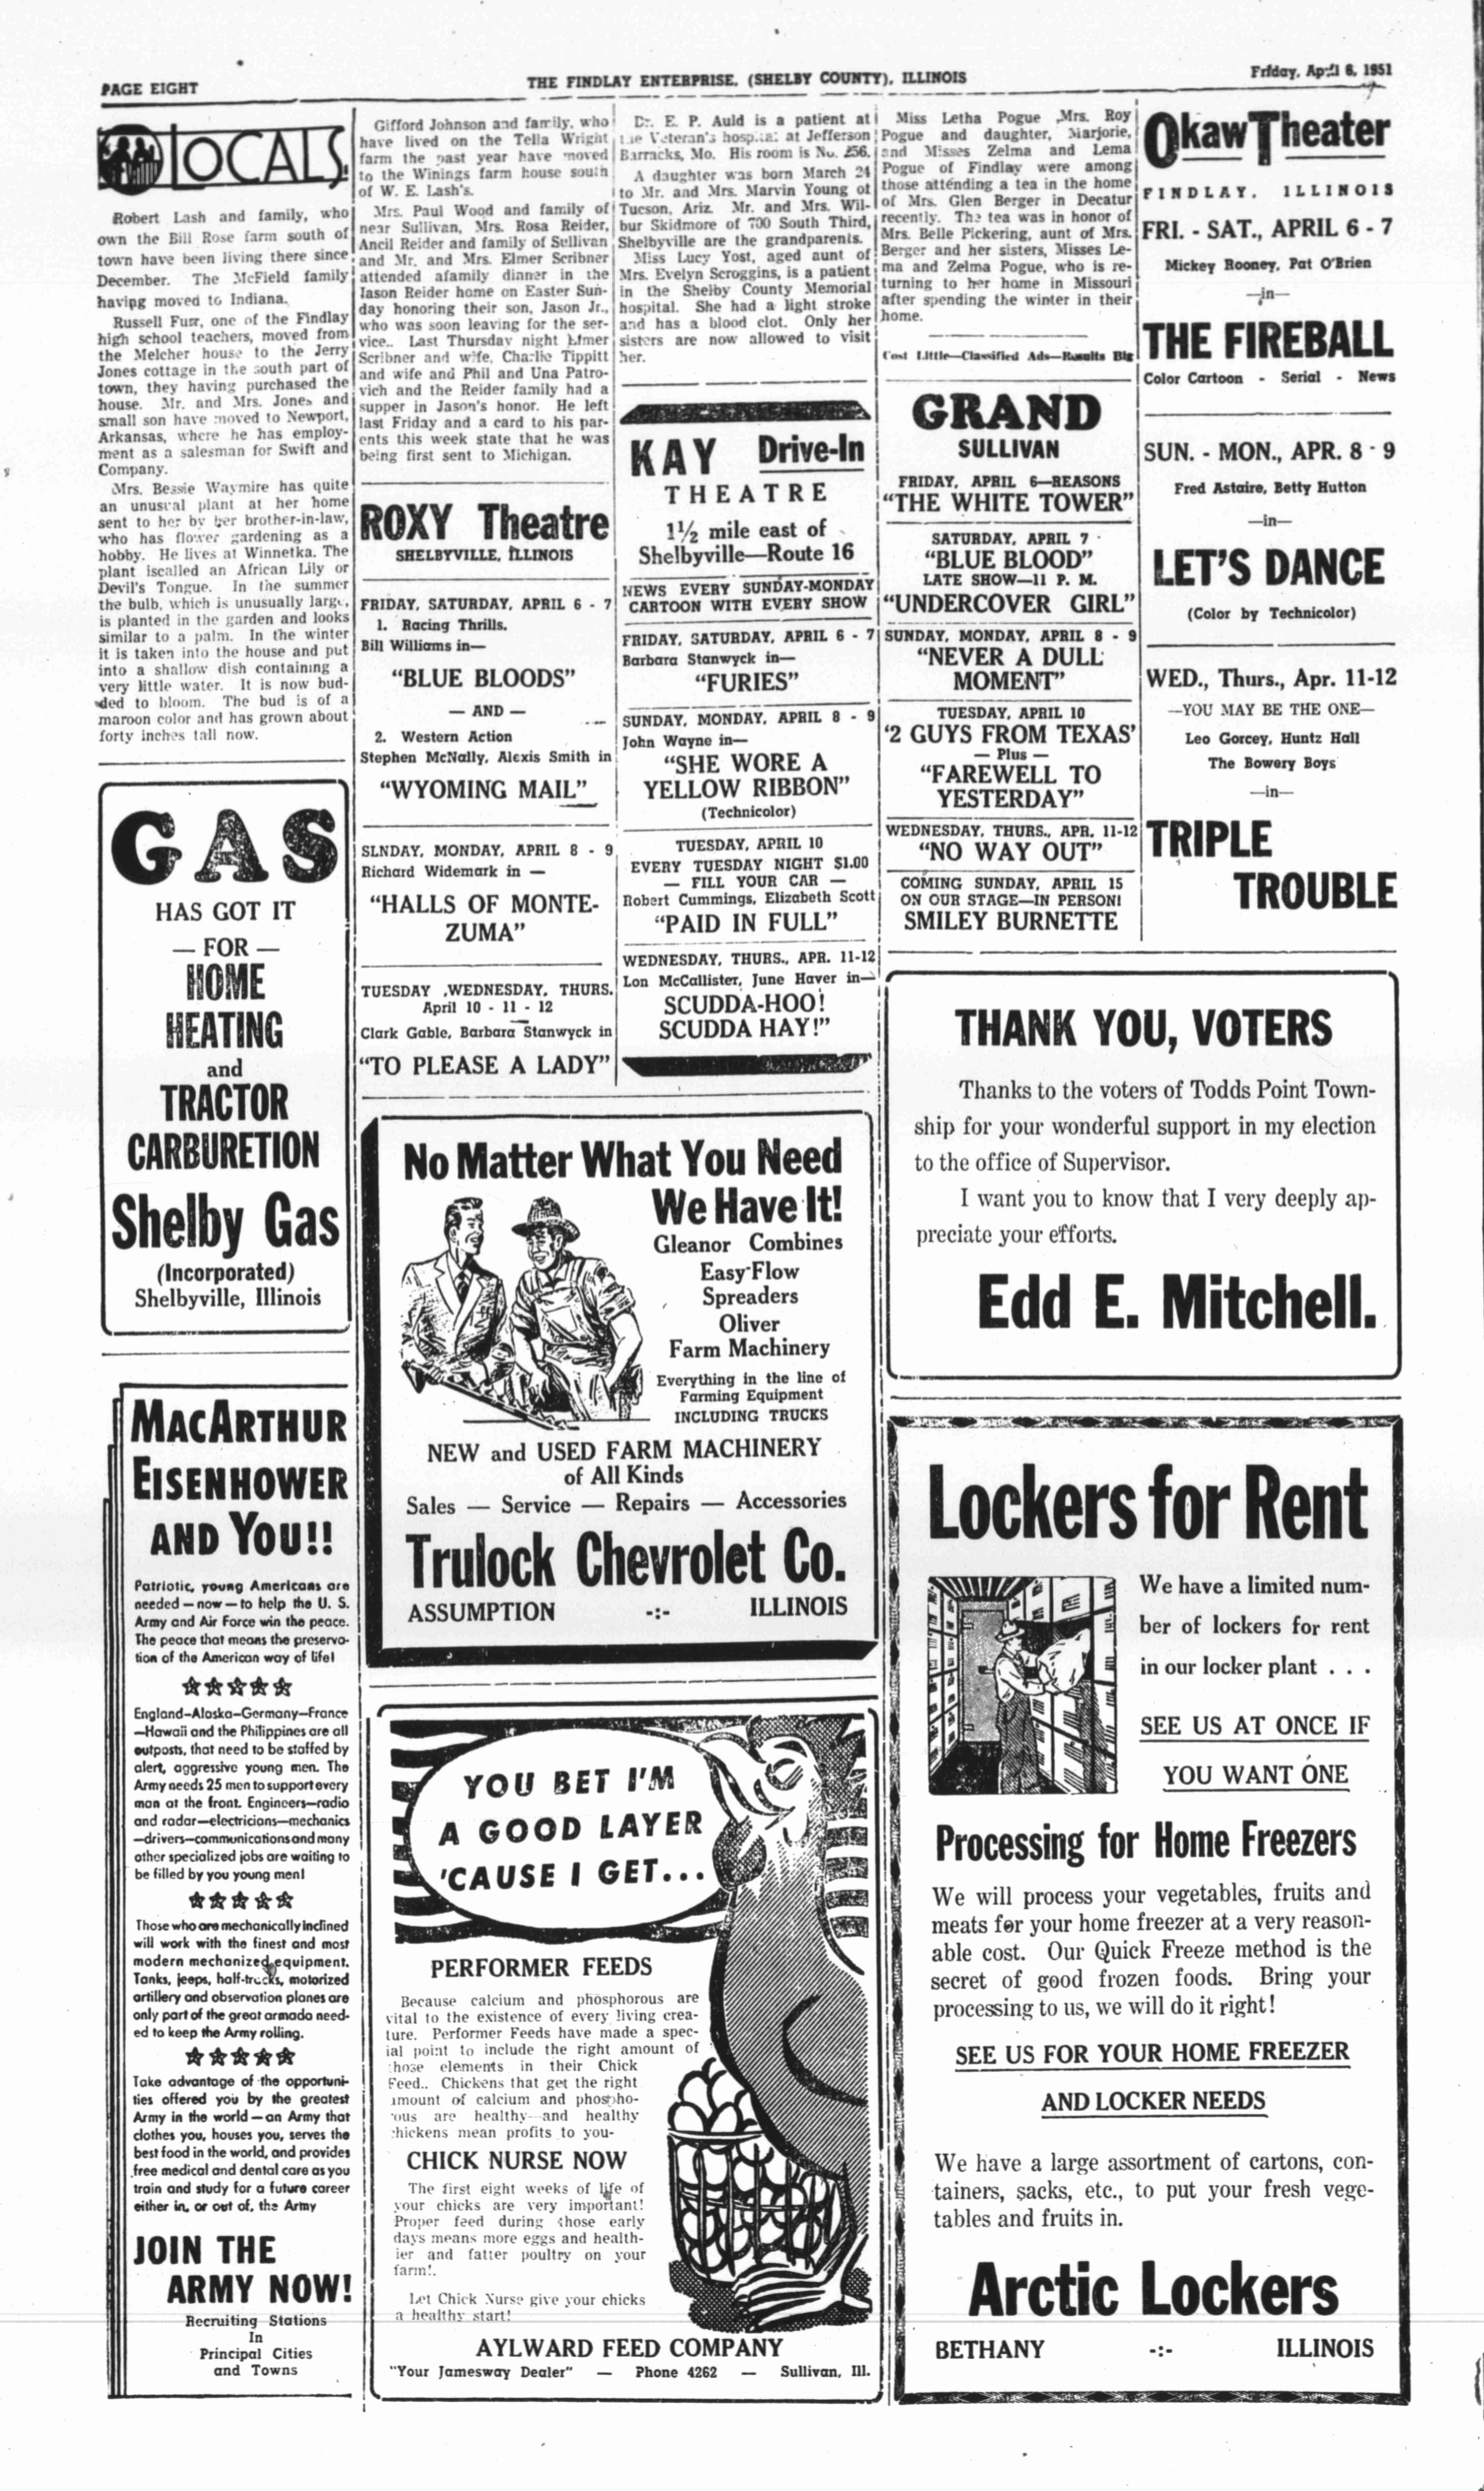 PAGE EIGHT
THE FINDLAY ENTERPRISE, (SHELBY COUNTY), ILLINOIS
Friday, April 6, 1951
LOCALS
Robert Lash and family, who
own the Bill Rose farm south of
town have been living there since
December. The McField family
havipg moved to Indiana.
Russell Furr, one of the Findlay
high school teachers, moved from
the Melcher house to the Jerry
Jones cottage in the south part of
town, they having purchased the
house. Mr. and Mrs. Jones and
small son have moved to Newport,
Arkansas, where he has employ-
ment as a salesman for Swift and
Company.
Mrs. Bessie Waymire has quite
an unusual plant at her home
sent to her by her brother-in-law,
who has flower gardening as a
hobby. He lives at Winnetka. The
plant iscalled an African Lily or
Devil's Tongue. In the summer
the bulb, which is unusually large,
is planted in the garden and looks
similar to a palm. In the winter
it is taken into the house and put
into a shallow dish containing a
very little water. It is now bud-
ded to bloom. The bud is of a
maroon color and has grown about
forty inches tall now.
GAS
HAS GOT IT
— FOR —
HOME
HEATING
and
TRACTOR
CARBURETION
Shelby Gas
(Incorporated)
Shelbyville, Illinois
MACARTHUR
EISENHOWER
AND YOU!!
Patriotic, young Americans are
needed — now — to help the U. S.
Army and Air Force win the peace.
The peace that means the preserva-
tion of the American way of life!
England–Alaska–Germany–France
—Hawaii and the Philippines are all
outposts, that need to be staffed by
alert, aggressive young men. The
Army needs 25 men to support every
man at the front. Engineers—radio
and radar—electricians—mechanics
—drivers—communications and many
other specialized jobs are waiting to
be filled by you young men!
Those who are mechanically inclined
will work with the finest and most
modern mechanized equipment.
Tanks, jeeps, half-trucks, motorized
artillery and observation planes are
only part of the great armada need-
ed to keep the Army rolling.
Take advantage of the opportuni-
ties offered you by the greatest
Army in the world — an Army that
clothes you, houses you, serves the
best food in the world, and provides
free medical and dental care as you
train and study for a future career
either in, or out of, the Army
JOIN THE
ARMY NOW!
Recruiting Stations
In
Principal Cities
and Towns
Gifford Johnson and family, who
have lived on the Tella Wright
farm the past year have moved
to the Winings farm house south
of W. E. Lash's.
Mrs. Paul Wood and family of
near Sullivan, Mrs. Rosa Reider,
Ancil Reider and family of Sullivan
and Mr. and Mrs. Elmer Scribner
attended afamily dinner in the
Jason Reider home on Easter Sun-
day honoring their son, Jason Jr.,
who was soon leaving for the ser-
vice.. Last Thursday night Elmer
Scribner and wife, Charlie Tippitt
and wife and Phil and Una Patro-
vich and the Reider family had a
supper in Jason's honor. He left
last Friday and a card to his par-
ents this week state that he was
being first sent to Michigan.
ROXY Theatre
SHELBYVILLE, ILLINOIS
FRIDAY, SATURDAY, APRIL 6 - 7
1. Racing Thrills.
Bill Williams in—
"BLUE BLOODS"
— AND —
2. Western Action
Stephen McNally, Alexis Smith in
"WYOMING MAIL"
SLNDAY, MONDAY, APRIL 8 - 9
Richard Widemark in —
"HALLS OF MONTE-
ZUMA"
TUESDAY ,WEDNESDAY, THURS.
April 10 - 11 - 12
Clark Gable, Barbara Stanwyck in
"TO PLEASE A LADY"
Dr. E. P. Auld is a patient at
the Veteran's hospital at Jefferson
Barracks, Mo. His room is No. 256.
A daughter was born March 24
to Mr. and Mrs. Marvin Young of
Tucson, Ariz. Mr. and Mrs. Wil-
bur Skidmore of 700 South Third,
Shelbyville are the grandparents.
Miss Lucy Yost, aged aunt of
Mrs. Evelyn Scroggins, is a patient
in the Shelby County Memorial
hospital. She had a light stroke
and has a blood clot. Only her
sisters are now allowed to visit
her.
KAY Drive-In
THEATRE
1½ mile east of
Shelbyville—Route 16
NEWS EVERY SUNDAY-MONDAY
CARTOON WITH EVERY SHOW
FRIDAY, SATURDAY, APRIL 6 - 7
Barbara Stanwyck in—
"FURIES"
SUNDAY, MONDAY, APRIL 8 - 9
John Wayne in—
"SHE WORE A
YELLOW RIBBON"
(Technicolor)
TUESDAY, APRIL 10
EVERY TUESDAY NIGHT $1.00
— FILL YOUR CAR —
Robert Cummings, Elizabeth Scott
"PAID IN FULL"
WEDNESDAY, THURS., APR. 11-12
Lon McCallister, June Haver in—
SCUDDA-HOO!
SCUDDA HAY!"
Miss Letha Pogue ,Mrs. Roy
Pogue and daughter, Marjorie,
and Misses Zelma and Lema
Pogue of Findlay were among
those attending a tea in the home
of Mrs. Glen Berger in Decatur
recently. The tea was in honor of
Mrs. Belle Pickering, aunt of Mrs.
Berger and her sisters, Misses Le-
ma and Zelma Pogue, who is re-
turning to her home in Missouri
after spending the winter in their
home.
Cost Little—Classified Ads—Results Big
GRAND
SULLIVAN
FRIDAY, APRIL 6—REASONS
"THE WHITE TOWER"
SATURDAY, APRIL 7
"BLUE BLOOD"
LATE SHOW—11 P. M.
"UNDERCOVER GIRL"
SUNDAY, MONDAY, APRIL 8 - 9
"NEVER A DULL
MOMENT"
TUESDAY, APRIL 10
'2 GUYS FROM TEXAS'
— Plus —
"FAREWELL TO
YESTERDAY"
WEDNESDAY, THURS., APR. 11-12
"NO WAY OUT"
COMING SUNDAY, APRIL 15
ON OUR STAGE—IN PERSON!
SMILEY BURNETTE
Okaw Theater
FINDLAY, ILLINOIS
FRI. - SAT., APRIL 6 - 7
Mickey Rooney, Pat O'Brien
—in—
THE FIREBALL
Color Cartoon - Serial - News
SUN. - MON., APR. 8 - 9
Fred Astaire, Betty Hutton
—in—
LET'S DANCE
(Color by Technicolor)
WED., Thurs., Apr. 11-12
—YOU MAY BE THE ONE—
Leo Gorcey, Huntz Hall
The Bowery Boys
—in—
TRIPLE
TROUBLE
No Matter What You Need
We Have It!
Gleanor Combines
Easy-Flow
Spreaders
Oliver
Farm Machinery
Everything in the line of
Farming Equipment
INCLUDING TRUCKS
NEW and USED FARM MACHINERY
of All Kinds
Sales — Service — Repairs — Accessories
Trulock Chevrolet Co.
ASSUMPTION -:- ILLINOIS
YOU BET I'M
A GOOD LAYER
'CAUSE I GET...
PERFORMER FEEDS
Because calcium and phosphorous are
vital to the existence of every living crea-
ture. Performer Feeds have made a spec-
ial point to include the right amount of
those elements in their Chick
Feed.. Chickens that get the right
amount of calcium and phospho-
rous are healthy—and healthy
chickens mean profits to you-
CHICK NURSE NOW
The first eight weeks of life of
your chicks are very important!
Proper feed during those early
days means more eggs and health-
ier and fatter poultry on your
farm!.
Let Chick Nurse give your chicks
a healthy start!
AYLWARD FEED COMPANY
"Your Jamesway Dealer" — Phone 4262 — Sullivan, Ill.
THANK YOU, VOTERS
Thanks to the voters of Todds Point Town-
ship for your wonderful support in my election
to the office of Supervisor.
I want you to know that I very deeply ap-
preciate your efforts.
Edd E. Mitchell.
Lockers for Rent
We have a limited num-
ber of lockers for rent
in our locker plant . . .
SEE US AT ONCE IF
YOU WANT ONE
Processing for Home Freezers
We will process your vegetables, fruits and
meats for your home freezer at a very reason-
able cost. Our Quick Freeze method is the
secret of good frozen foods. Bring your
processing to us, we will do it right!
SEE US FOR YOUR HOME FREEZER
AND LOCKER NEEDS
We have a large assortment of cartons, con-
tainers, sacks, etc., to put your fresh vege-
tables and fruits in.
Arctic Lockers
BETHANY -:- ILLINOIS